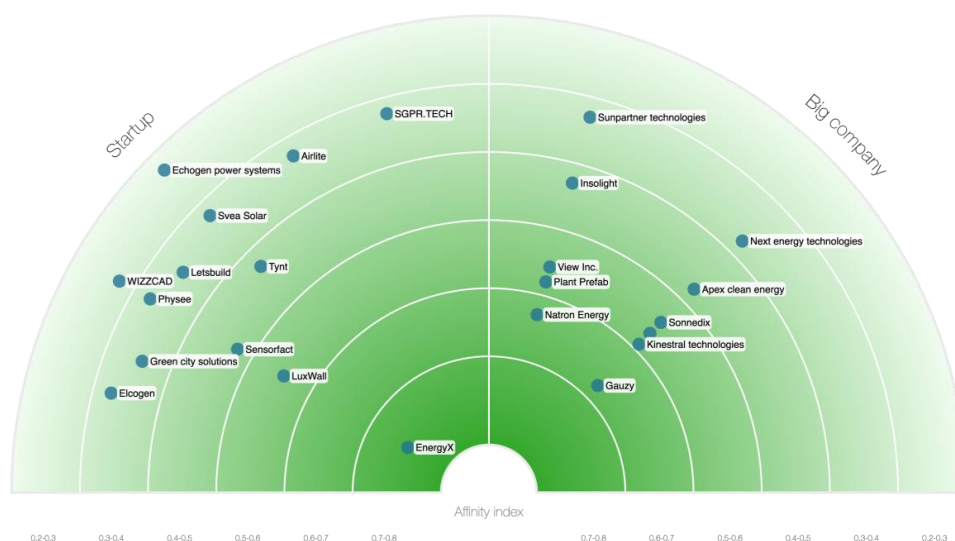 Startup
Big company
SGPR.TECH
Sunpartner technologies
Airlite
Echogen power systems
Insolight
Svea Solar
Next energy technologies
Tynt
View Inc.
Letsbuild
WIZZCAD
Plant Prefab
Apex clean energy
Physee
Natron Energy
Sonnedix
Kinestral technologies
Sensorfact
Green city solutions
LuxWall
Gauzy
Elcogen
EnergyX
Affinity index
0.2-0.3 0.3-0.4 0.4-0.5 0.5-0.6 0.6-0.7 0.7-0.8 0.7-0.8 0.6-0.7 0.5-0.6 0.4-0.5 0.3-0.4 0.2-0.3